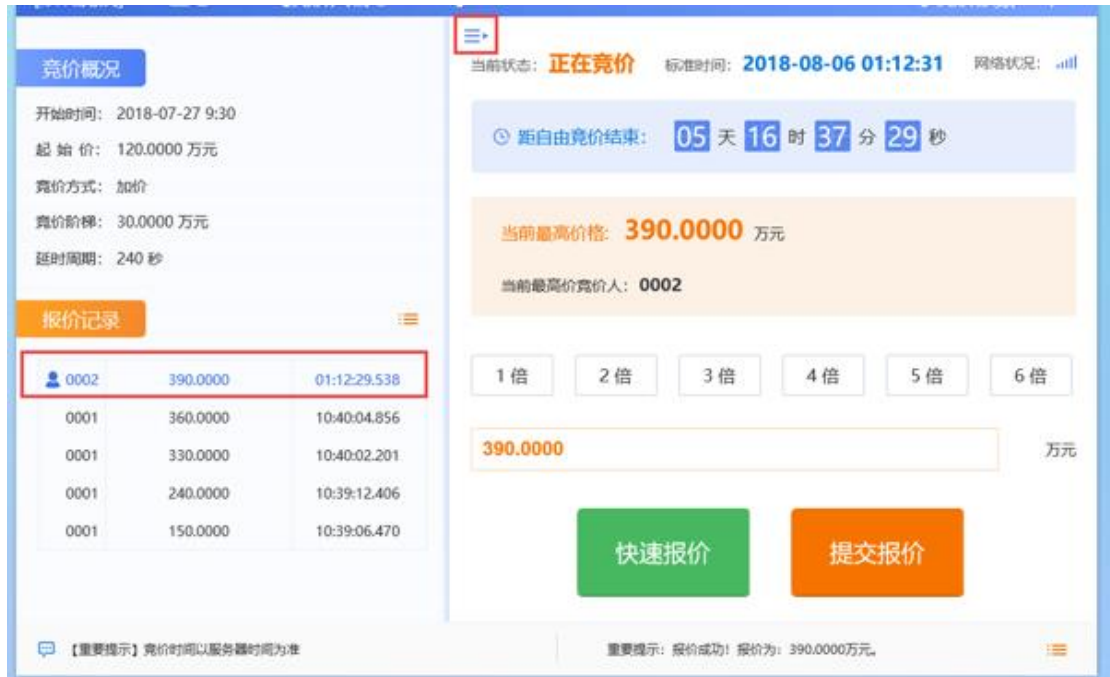 竞价概况
开始时间： 2018-07-27 9:30
起 始 价： 120.0000 万元
竞价方式： 加价
竞价阶梯： 30.0000 万元
延时周期： 240 秒
报价记录
0002 390.0000 01:12:29.538
0001 360.0000 10:40:04.856
0001 330.0000 10:40:02.201
0001 240.0000 10:39:12.406
0001 150.0000 10:39:06.470
当前状态： 正在竞价 标准时间： 2018-08-06 01:12:31 网络状况：
距自由竞价结束： 05 天 16 时 37 分 29 秒
当前最高价格： 390.0000 万元
当前最高价竞价人： 0002
1 倍 2 倍 3 倍 4 倍 5 倍 6 倍
390.0000 万元
快速报价 提交报价
【重要提示】竞价时间以服务器时间为准
重要提示：报价成功！报价为：390.0000万元。